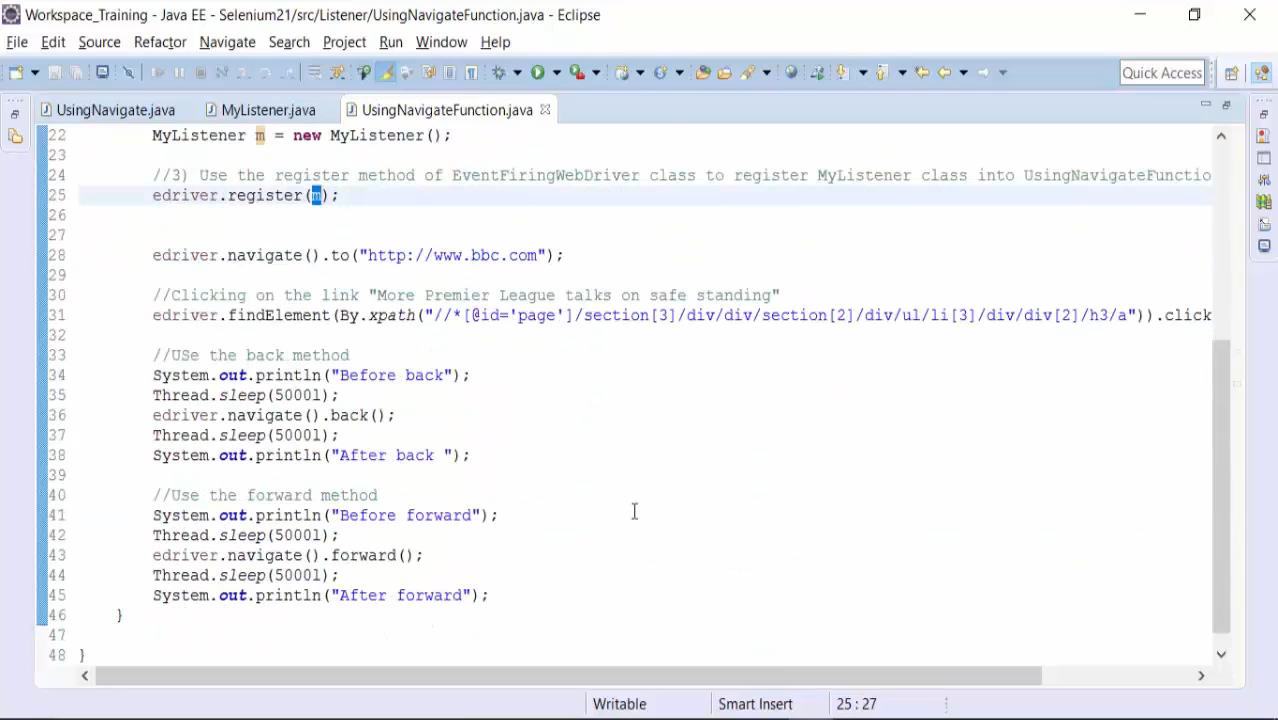 Workspace_Training - Java EE - Selenium21/src/Listener/UsingNavigateFunction.java - Eclipse
File Edit Source Refactor Navigate Search Project Run Window Help
Quick Access
UsingNavigate.java MyListener.java UsingNavigateFunction.java
22 MyListener m = new MyListener();
23
24 //3) Use the register method of EventFiringWebDriver class to register MyListener class into UsingNavigateFunctio
25 edriver.register(m);
26
27
28 edriver.navigate().to("http://www.bbc.com");
29
30 //Clicking on the link "More Premier League talks on safe standing"
31 edriver.findElement(By.xpath("//*[@id='page']/section[3]/div/div/section[2]/div/ul/li[3]/div/div[2]/h3/a")).click
32
33 //USe the back method
34 System.out.println("Before back");
35 Thread.sleep(5000l);
36 edriver.navigate().back();
37 Thread.sleep(5000l);
38 System.out.println("After back ");
39
40 //Use the forward method
41 System.out.println("Before forward");
42 Thread.sleep(5000l);
43 edriver.navigate().forward();
44 Thread.sleep(5000l);
45 System.out.println("After forward");
46 }
47
48 }
Writable Smart Insert 25 : 27